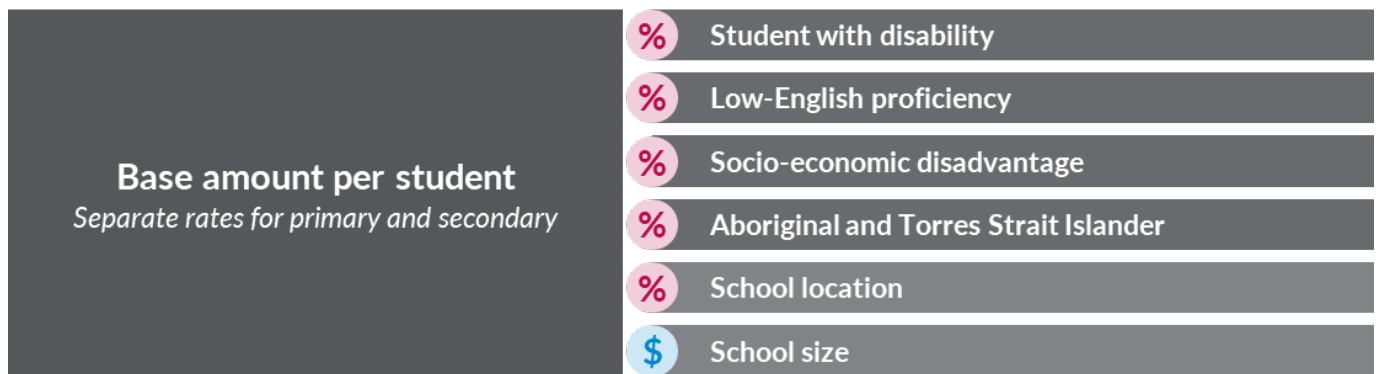 Base amount per student
Separate rates for primary and secondary
% Student with disability
% Low-English proficiency
% Socio-economic disadvantage
% Aboriginal and Torres Strait Islander
% School location
$ School size